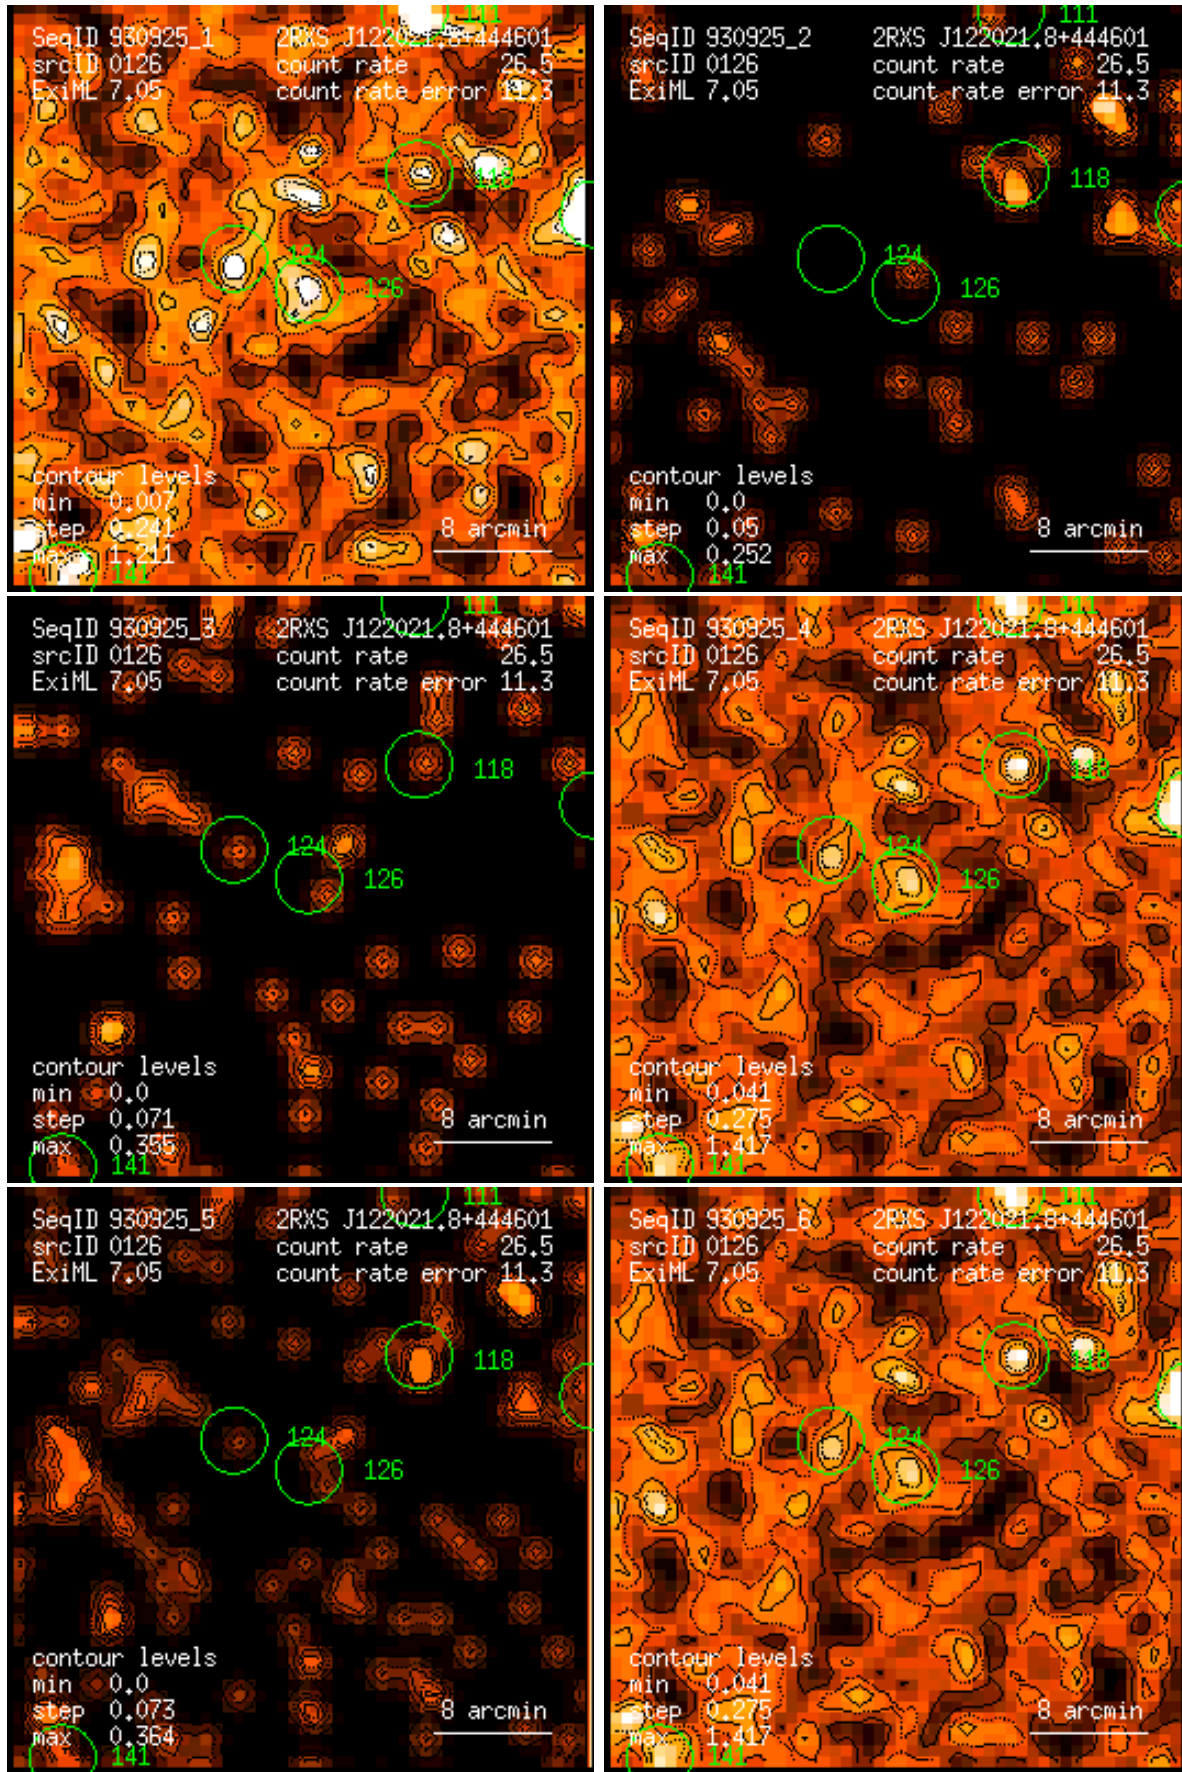 111
SeqID 930925_1 2RXS J122021.8+444601
srcID 0126 count rate 26.5
ExiML 7.05 count rate error 11.3
118
124
126
contour levels
min 0.007
step 0.241 8 arcmin
max 1.211
141
111
SeqID 930925_2 2RXS J122021.8+444601
srcID 0126 count rate 26.5
ExiML 7.05 count rate error 11.3
118
124
126
contour levels
min 0.0
step 0.05 8 arcmin
max 0.252
141
111
SeqID 930925_3 2RXS J122021.8+444601
srcID 0126 count rate 26.5
ExiML 7.05 count rate error 11.3
118
124
126
contour levels
min 0.0
step 0.071 8 arcmin
max 0.355
141
111
SeqID 930925_4 2RXS J122021.8+444601
srcID 0126 count rate 26.5
ExiML 7.05 count rate error 11.3
118
124
126
contour levels
min 0.041
step 0.275 8 arcmin
max 1.417
141
111
SeqID 930925_5 2RXS J122021.8+444601
srcID 0126 count rate 26.5
ExiML 7.05 count rate error 11.3
118
124
126
contour levels
min 0.0
step 0.073 8 arcmin
max 0.364
141
111
SeqID 930925_6 2RXS J122021.8+444601
srcID 0126 count rate 26.5
ExiML 7.05 count rate error 11.3
118
124
126
contour levels
min 0.041
step 0.275 8 arcmin
max 1.417
141